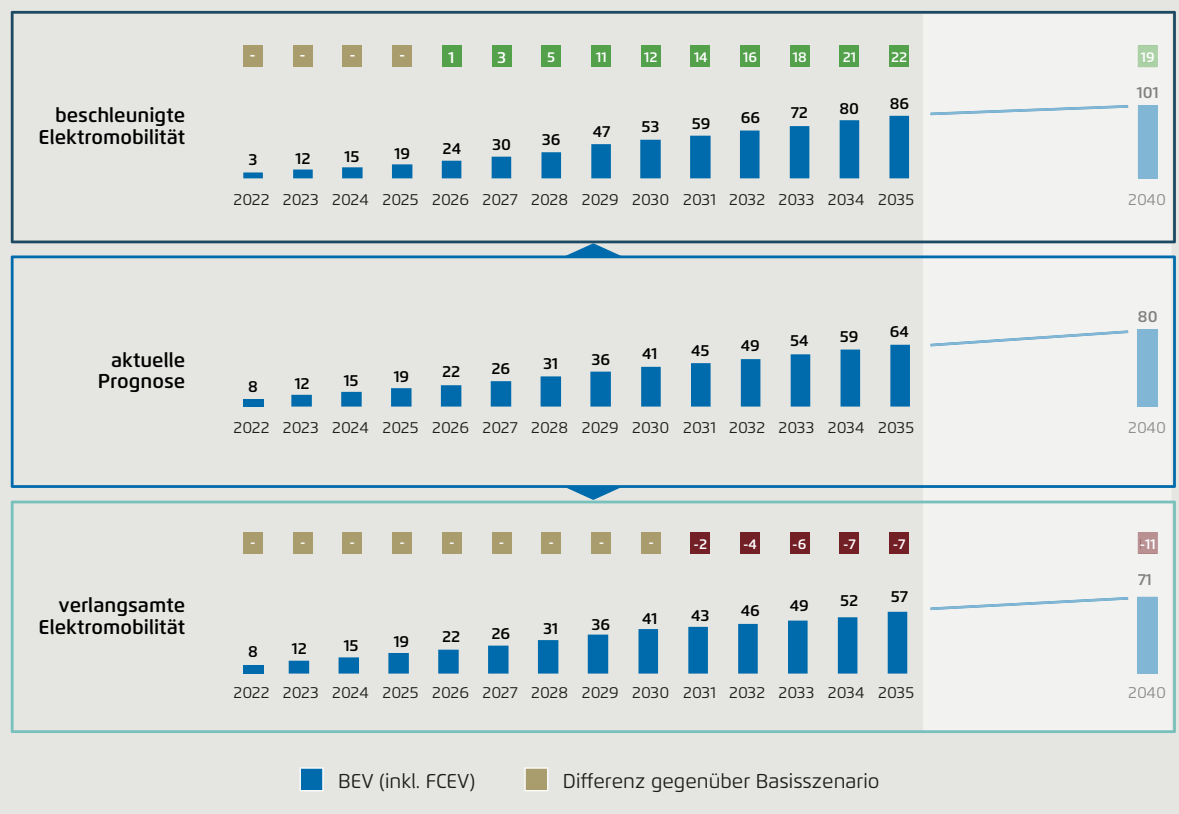 - - - - 1 3 5 11 12 14 16 18 21 22 19
beschleunigte
Elektromobilität
3 12 15 19 24 30 36 47 53 59 66 72 80 86 101
2022 2023 2024 2025 2026 2027 2028 2029 2030 2031 2032 2033 2034 2035 2040
aktuelle
Prognose
8 12 15 19 22 26 31 36 41 45 49 54 59 64 80
2022 2023 2024 2025 2026 2027 2028 2029 2030 2031 2032 2033 2034 2035 2040
- - - - - - - - - -2 -4 -6 -7 -7 -11
verlangsamte
Elektromobilität
8 12 15 19 22 26 31 36 41 43 46 49 52 57 71
2022 2023 2024 2025 2026 2027 2028 2029 2030 2031 2032 2033 2034 2035 2040
BEV (inkl. FCEV) Differenz gegenüber Basisszenario